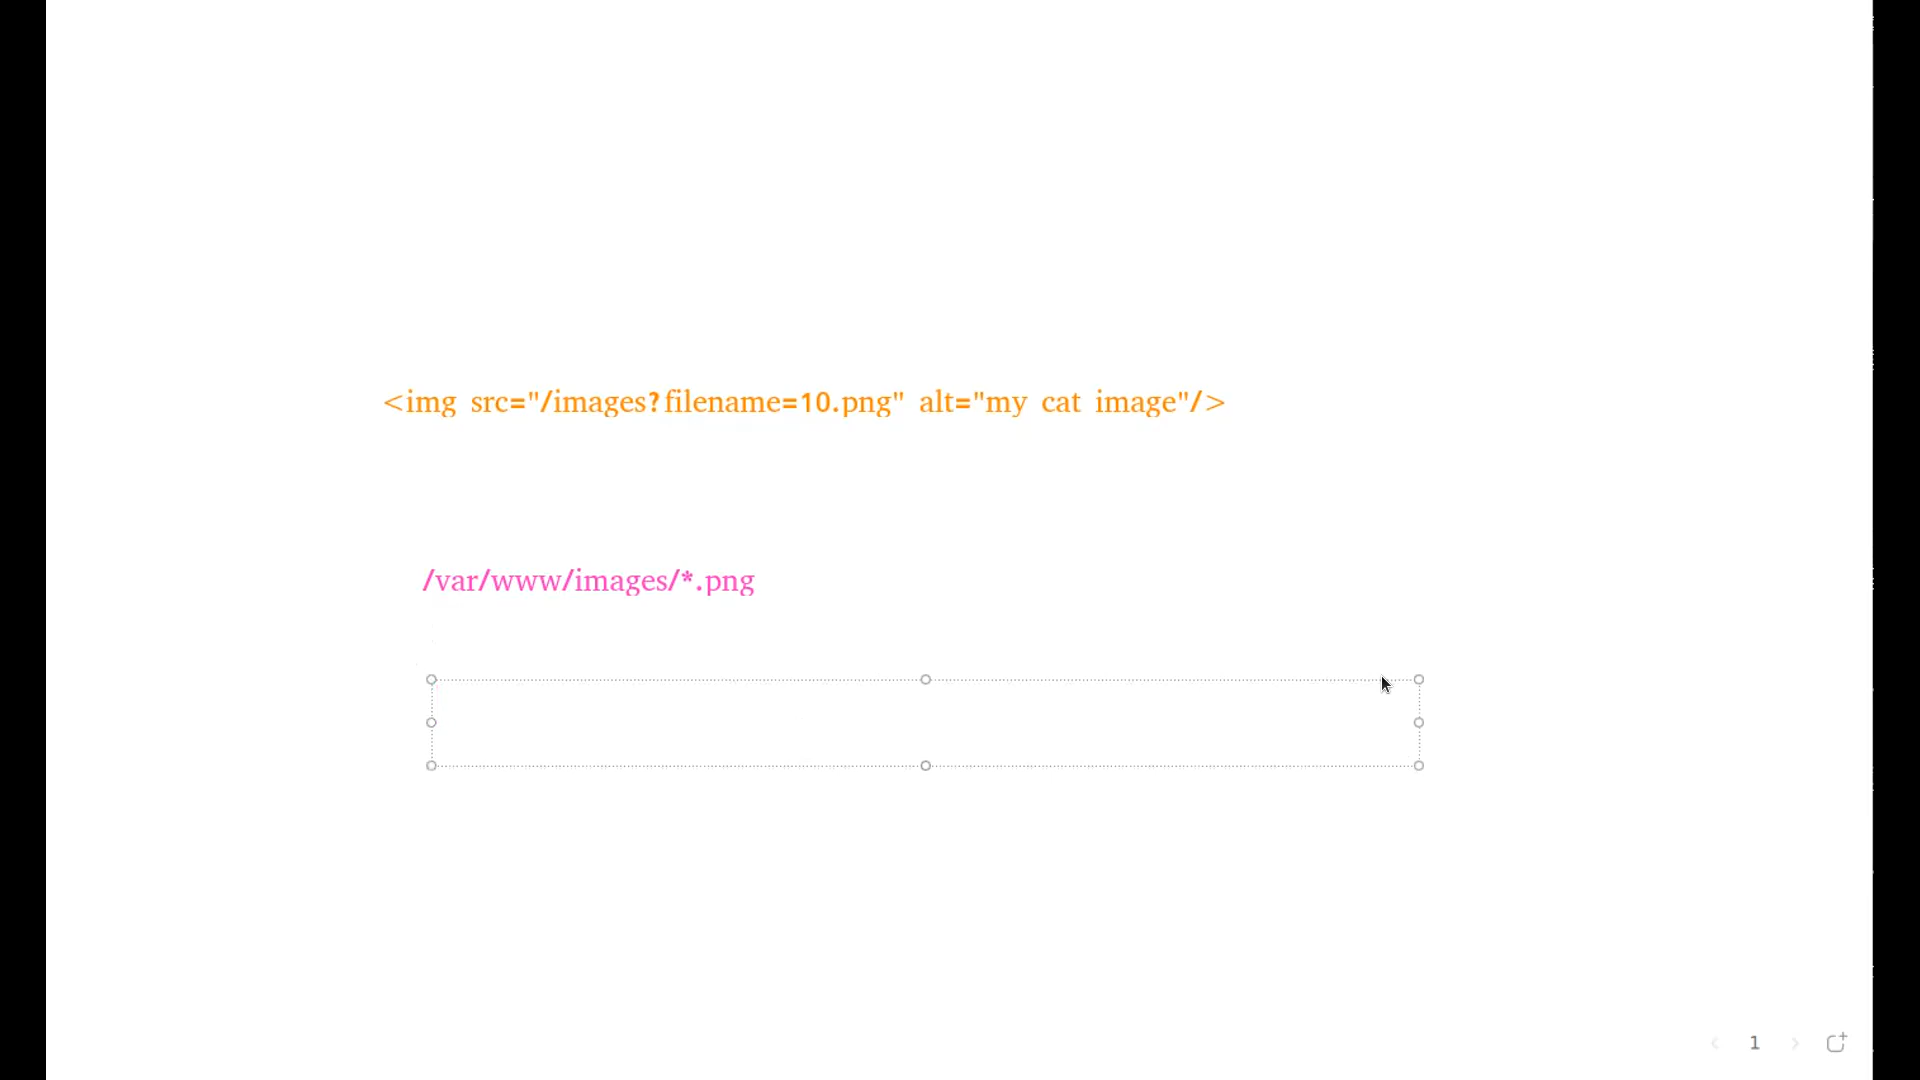 <img src="/images?filename=10.png" alt="my cat image"/>
/var/www/images/*.png
1